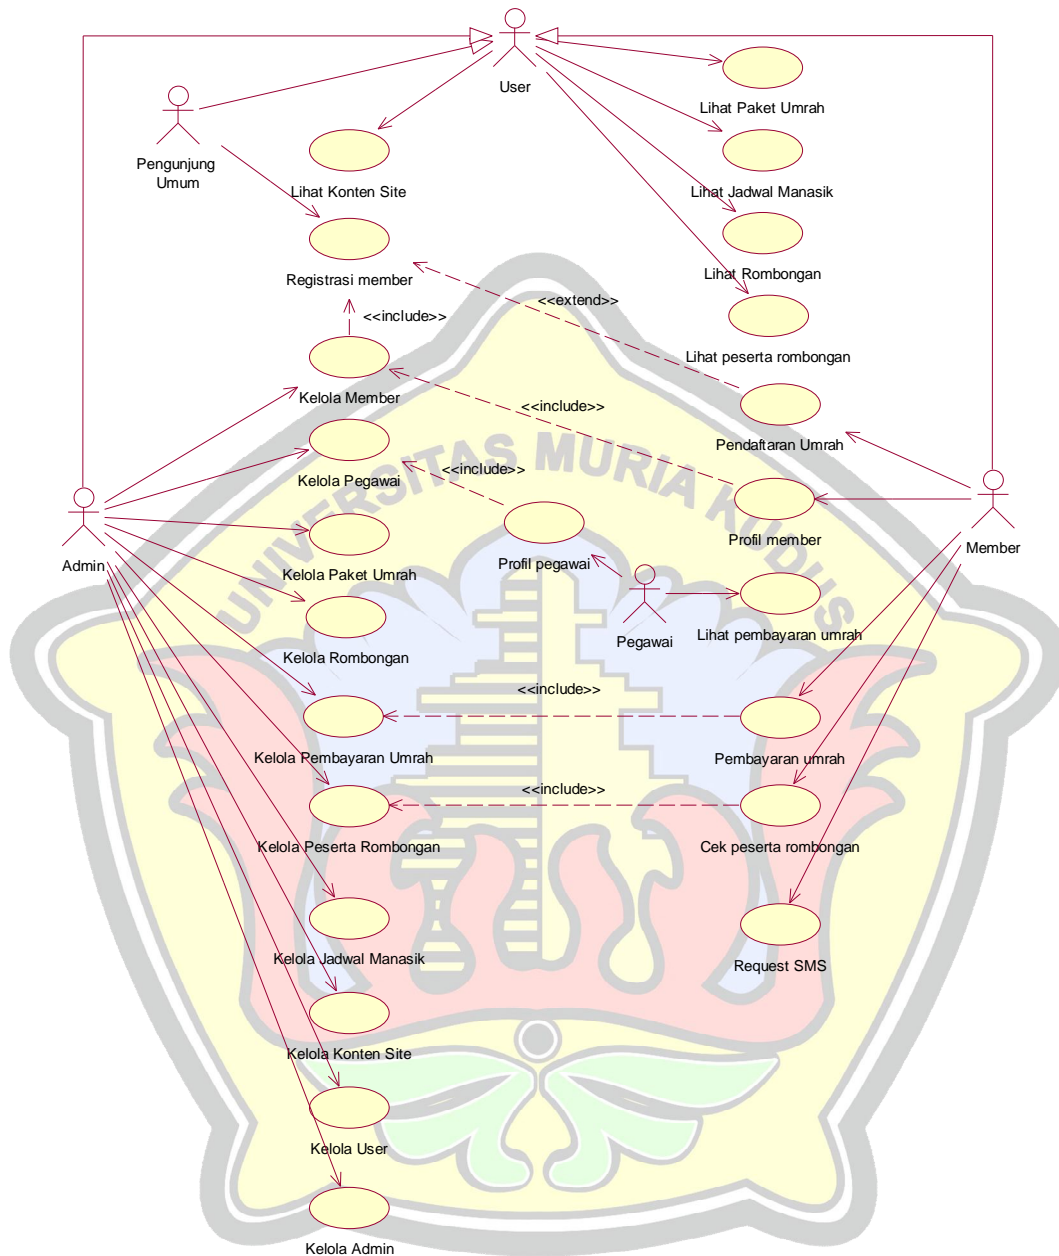 User
Lihat Paket Umrah
Pengunjung
Umum
Lihat Konten Site
Lihat Jadwal Manasik
Registrasi member
Lihat Rombongan
<<extend>>
<<include>>
Lihat peserta rombongan
Kelola Member
<<include>>
Pendaftaran Umrah
Kelola Pegawai
<<include>>
UNIVERSITAS MURIA KUDUS
Profil member
Admin
Member
Profil pegawai
Kelola Paket Umrah
Pegawai
Lihat pembayaran umrah
Kelola Rombongan
<<include>>
Kelola Pembayaran Umrah
Pembayaran umrah
<<include>>
Kelola Peserta Rombongan
Cek peserta rombongan
Kelola Jadwal Manasik
Request SMS
Kelola Konten Site
Kelola User
Kelola Admin